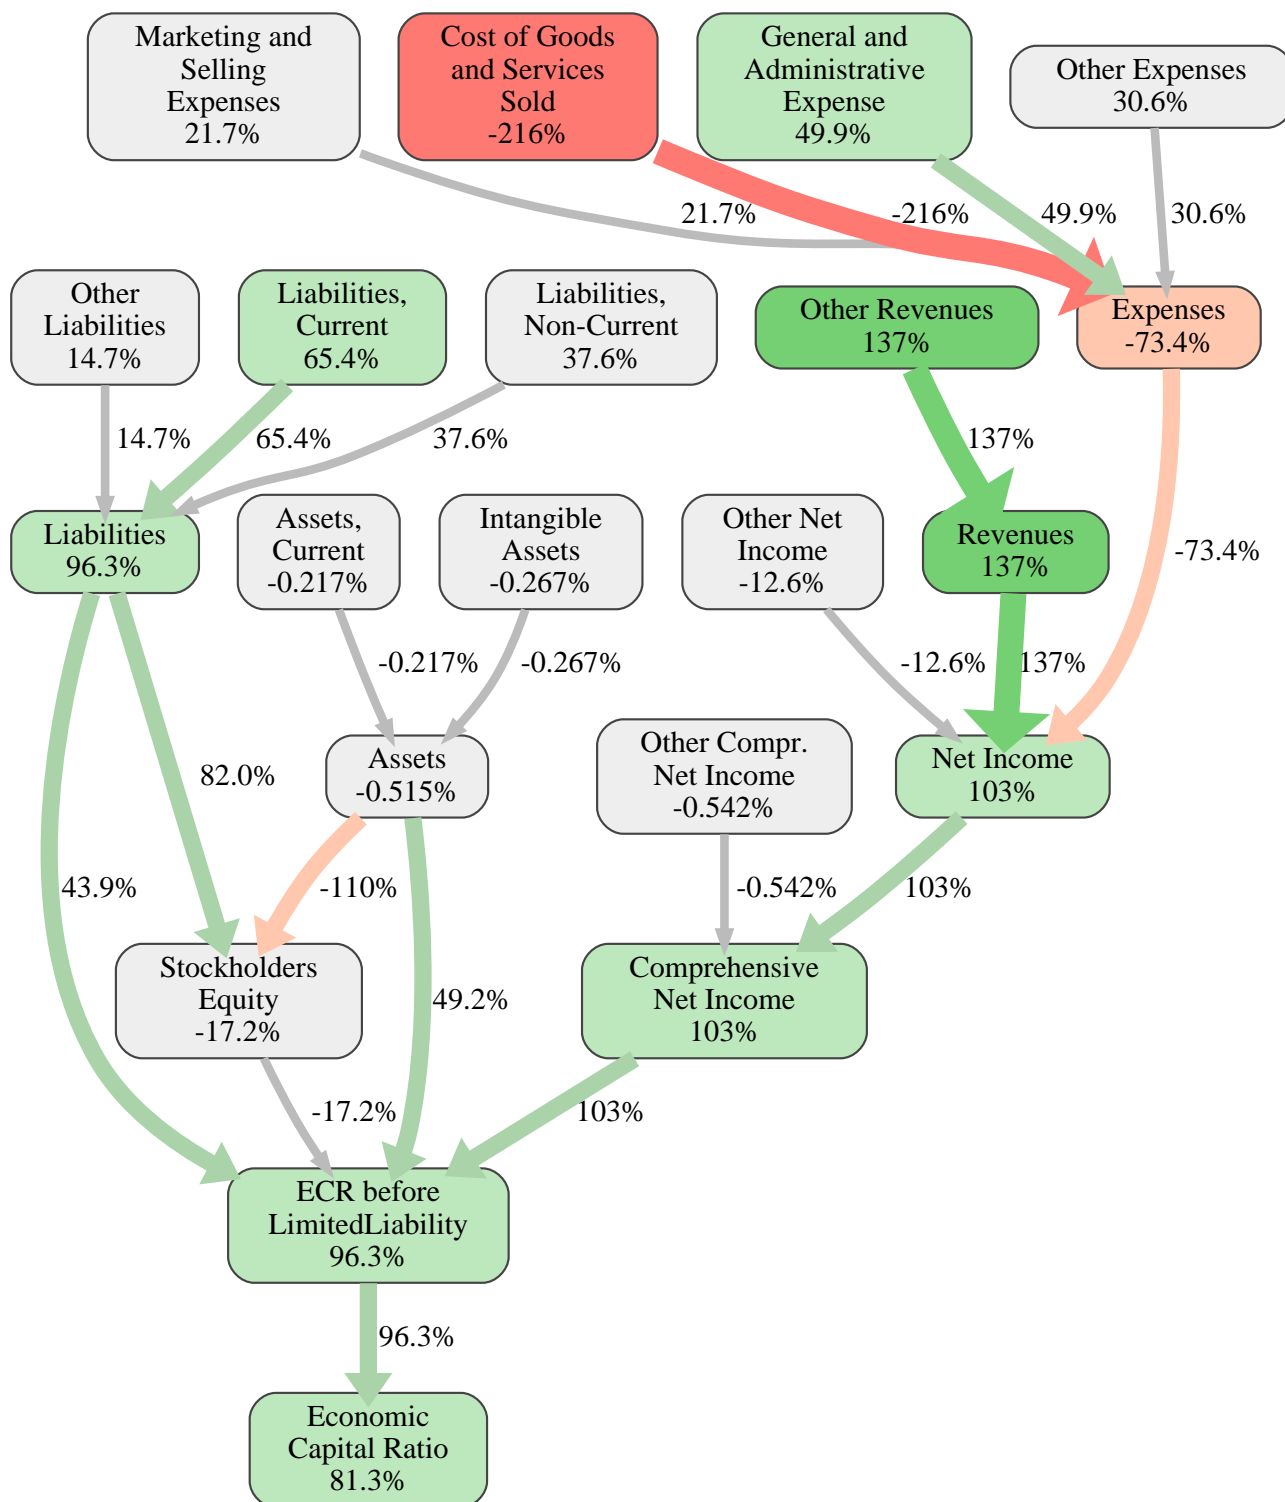 Marketing and
Selling
Expenses
21.7%
Cost of Goods
and Services
Sold
-216%
General and
Administrative
Expense
49.9%
Other Expenses
30.6%
21.7%
-216%
49.9%
30.6%
Other
Liabilities
14.7%
Liabilities,
Current
65.4%
Liabilities,
Non-Current
37.6%
Other Revenues
137%
Expenses
-73.4%
14.7%
65.4%
37.6%
137%
Liabilities
96.3%
Assets,
Current
-0.217%
Intangible
Assets
-0.267%
Other Net
Income
-12.6%
Revenues
137%
-73.4%
-0.217%
-0.267%
-12.6%
137%
82.0%
Assets
-0.515%
Other Compr.
Net Income
-0.542%
Net Income
103%
43.9%
-110%
-0.542%
103%
Stockholders
Equity
-17.2%
49.2%
Comprehensive
Net Income
103%
-17.2%
103%
ECR before
LimitedLiability
96.3%
96.3%
Economic
Capital Ratio
81.3%